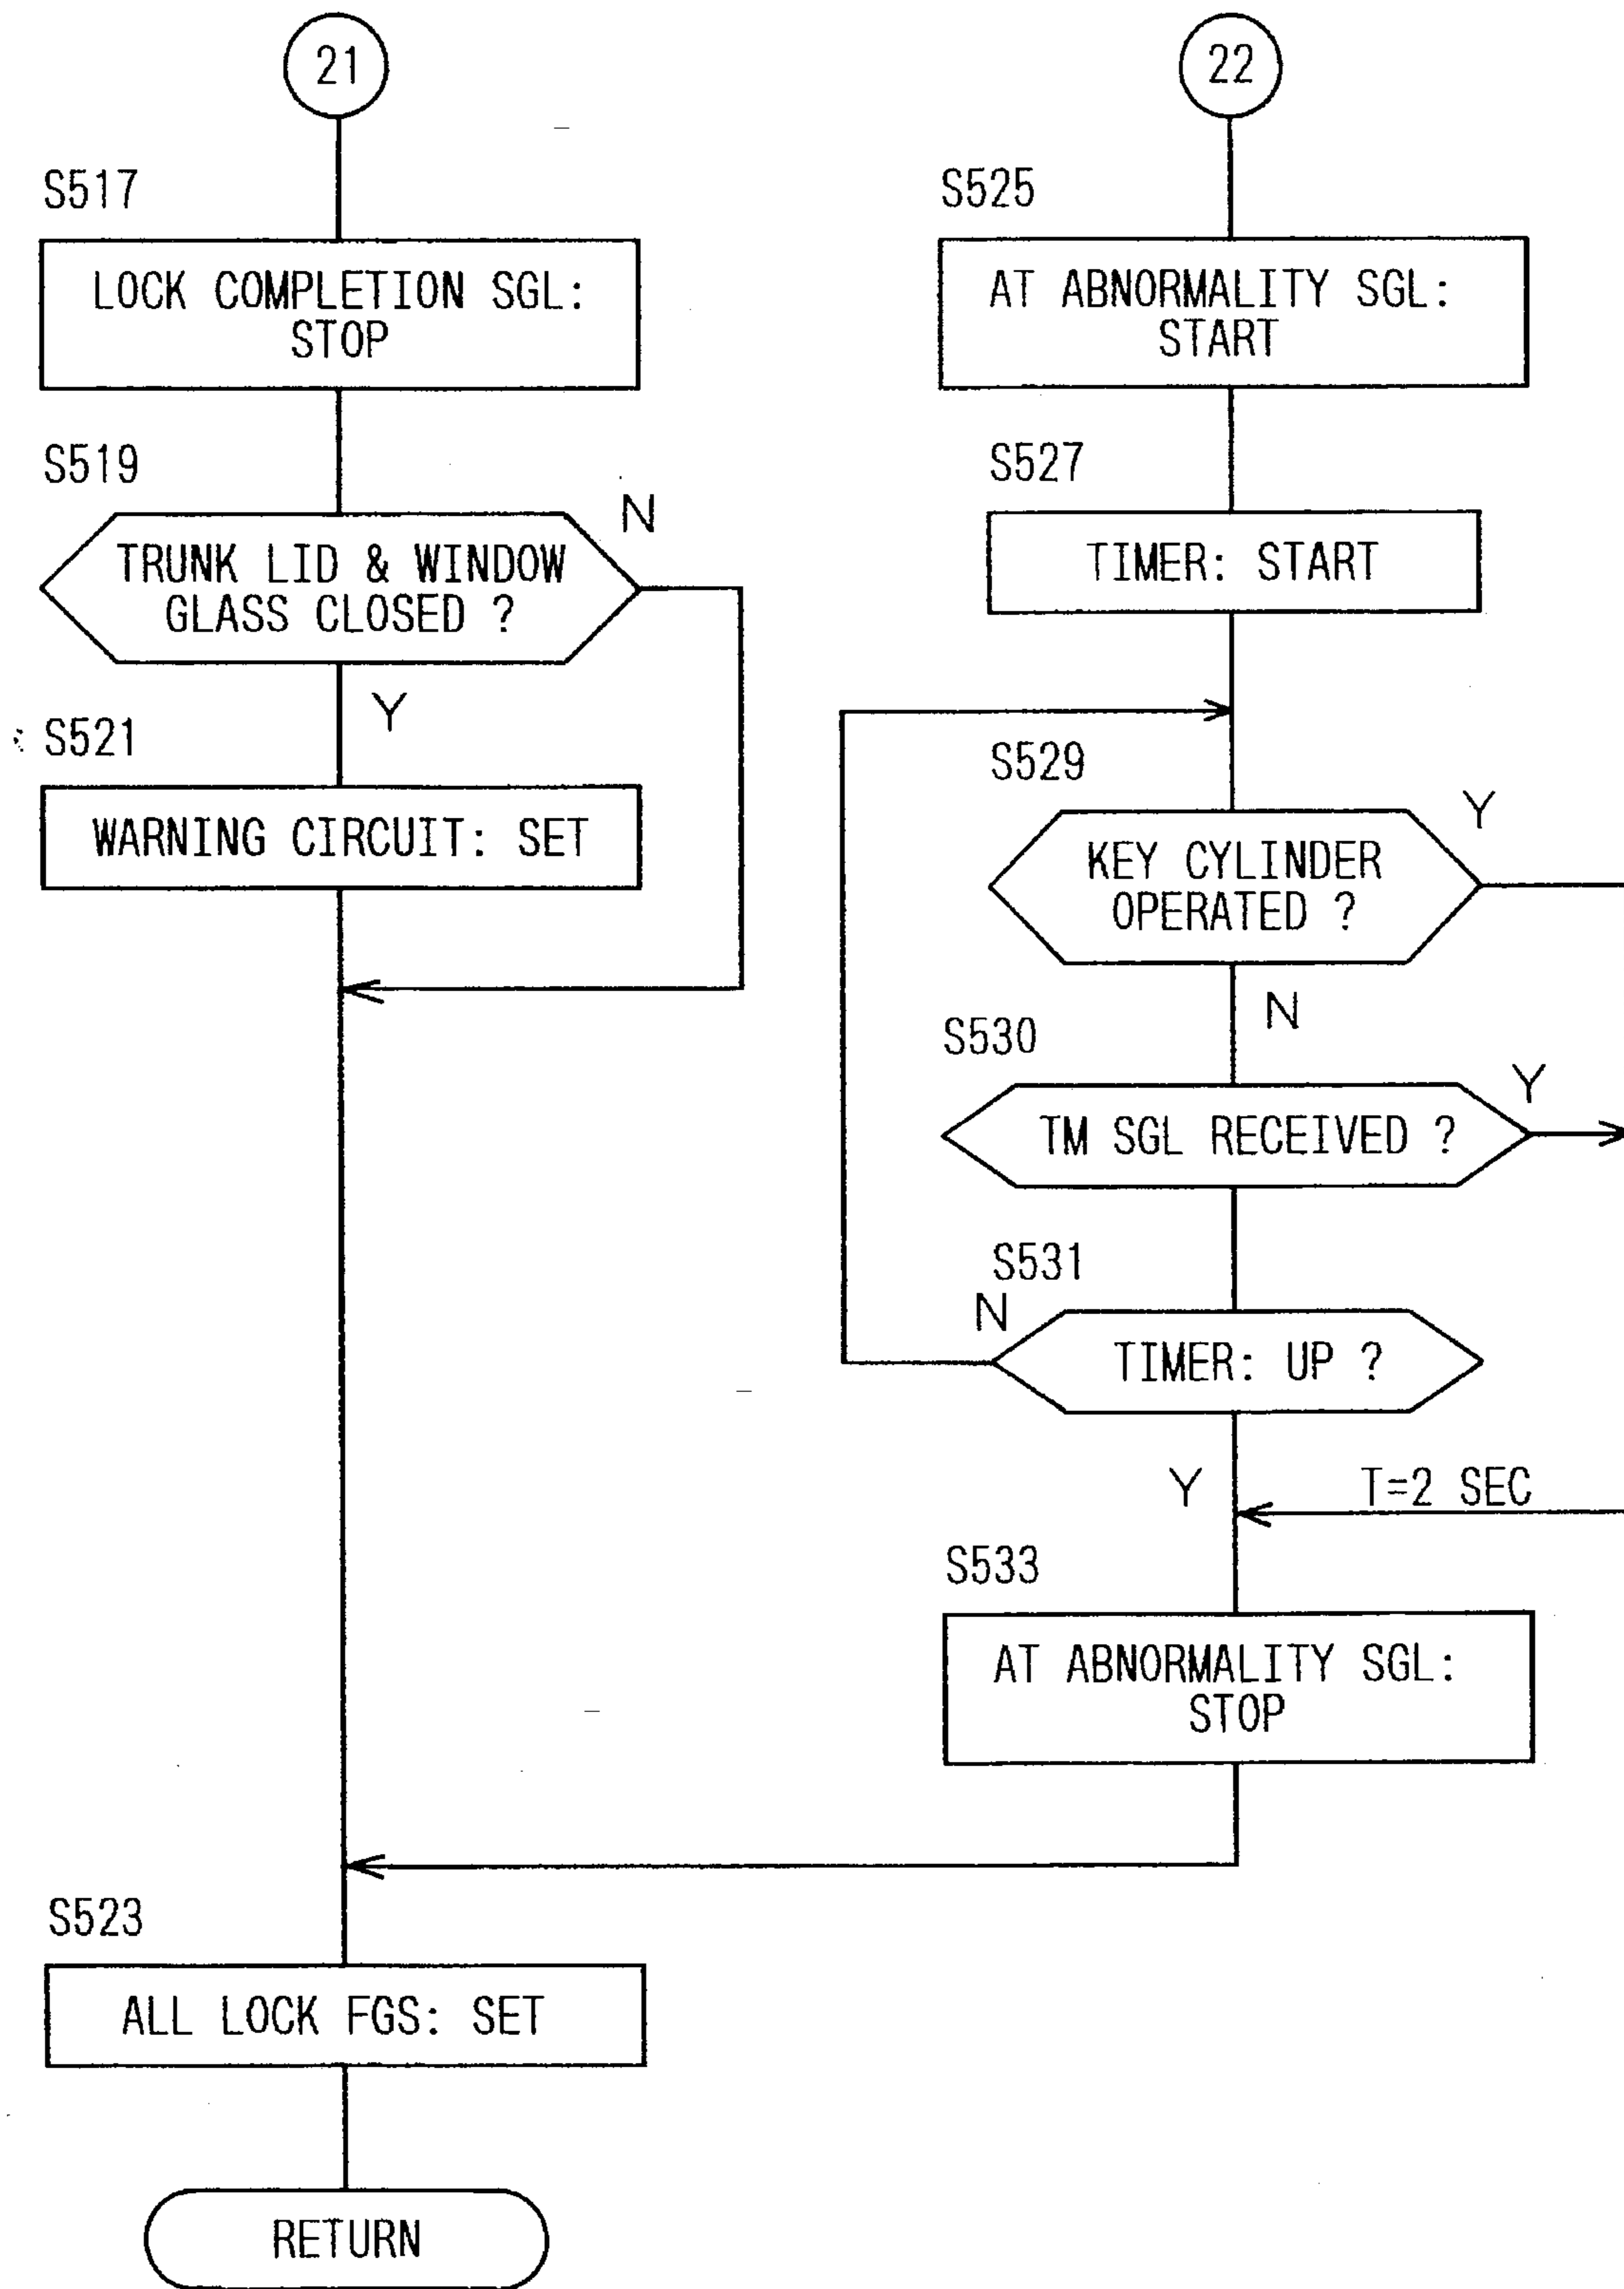 21
S517
LOCK COMPLETION SGL:
STOP
S519
N
TRUNK LID & WINDOW
GLASS CLOSED ?
Y
S521
WARNING CIRCUIT: SET
S523
ALL LOCK FGS: SET
RETURN
22
S525
AT ABNORMALITY SGL:
START
S527
TIMER: START
S529
Y
KEY CYLINDER
OPERATED ?
N
S530
Y
TM SGL RECEIVED ?
S531
N
TIMER: UP ?
Y
T=2 SEC
S533
AT ABNORMALITY SGL:
STOP